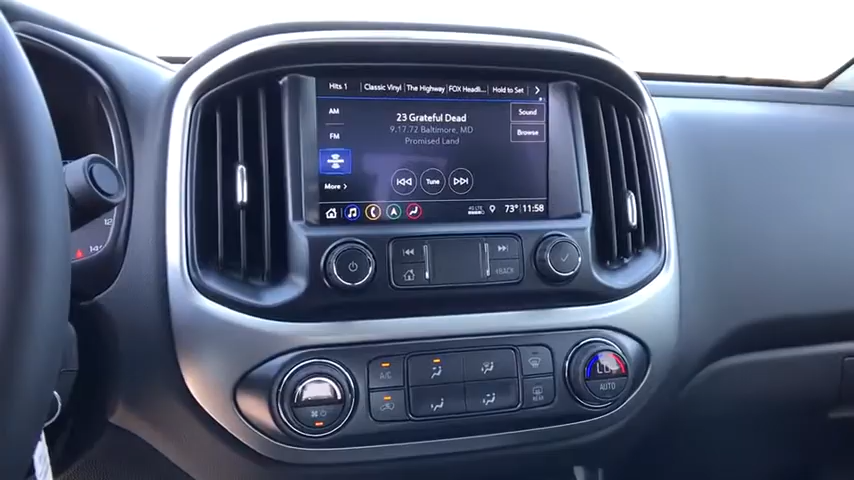 Hits 1 Classic Vinyl The Highway FOX Headli... Hold to Set
AM
23 Grateful Dead
Sound
9.17.72 Baltimore, MD
FM
Browse
Promised Land
More
Tune
4G LTE 73° 11:58
BACK
A/C
LO
AUTO
REAR